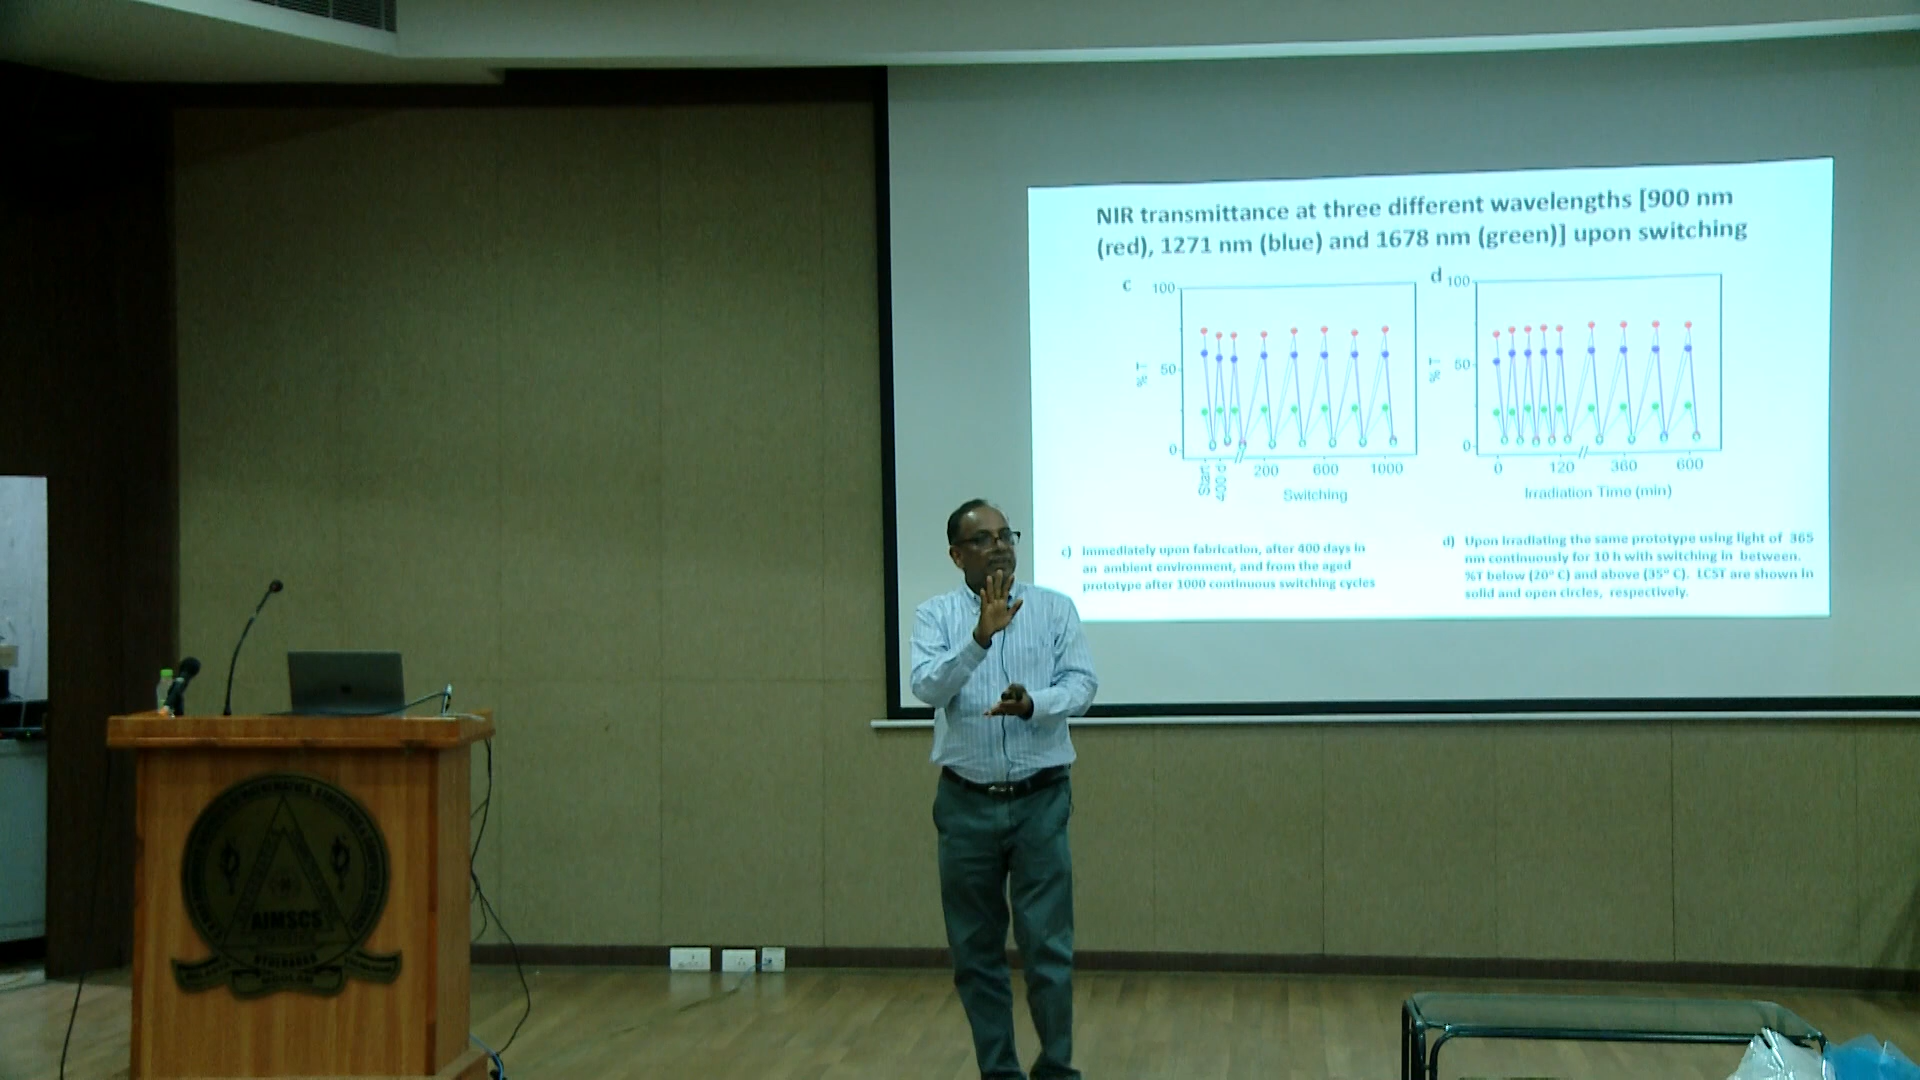 NIR transmittance at three different wavelengths [900 nm
(red), 1271 nm (blue) and 1678 nm (green)] upon switching
c
100
50
0
% T
Start
400 d
200
600
1000
Switching
d
100
50
0
% T
0
120
360
600
Irradiation Time (min)
c) Immediately upon fabrication, after 400 days in
an ambient environment, and from the aged
prototype after 1000 continuous switching cycles
d) Upon irradiating the same prototype using light of 365
nm continuously for 10 h with switching in between.
%T below (20° C) and above (35° C). LCST are shown in
solid and open circles, respectively.
AIMSCS
HYDERABAD